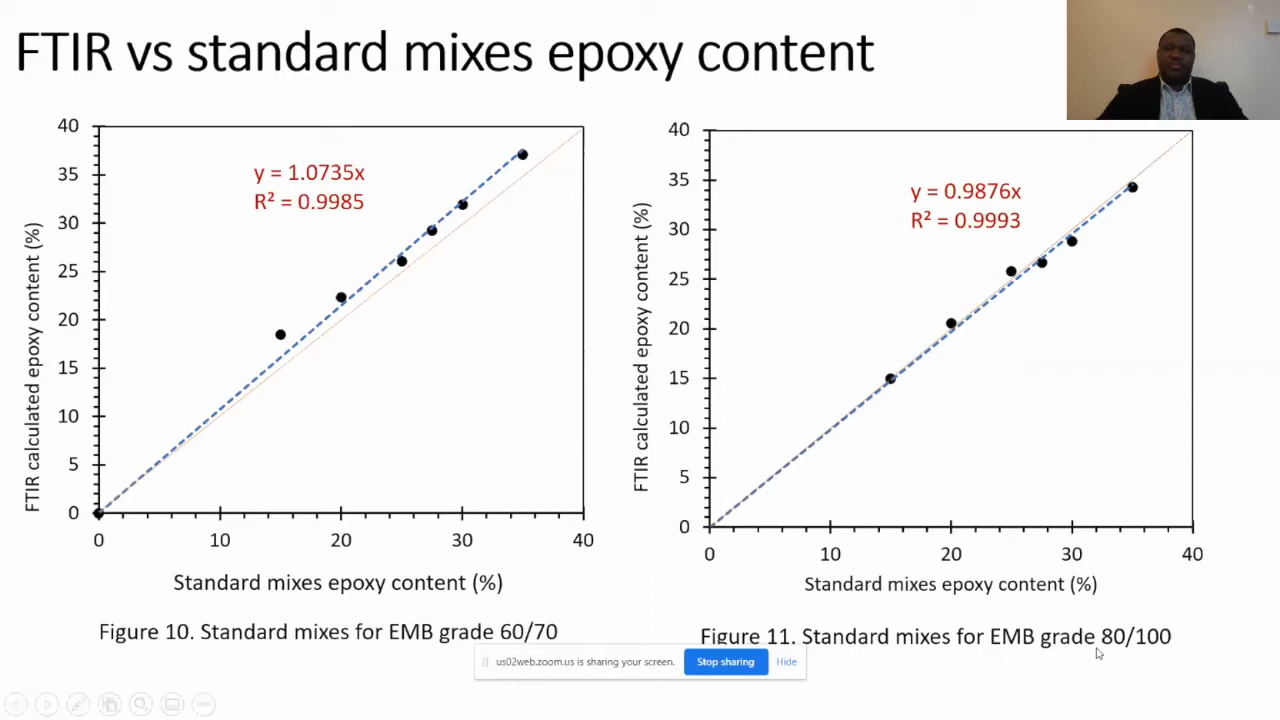 FTIR vs standard mixes epoxy content
40
35
30
25
20
15
10
5
0
0 10 20 30 40
y = 1.0735x
R² = 0.9985
FTIR calculated epoxy content (%)
Standard mixes epoxy content (%)
Figure 10. Standard mixes for EMB grade 60/70
40
35
30
25
20
15
10
5
0
0 10 20 30 40
y = 0.9876x
R² = 0.9993
FTIR calculated epoxy content (%)
Standard mixes epoxy content (%)
Figure 11. Standard mixes for EMB grade 80/100
us02web.zoom.us is sharing your screen. Stop sharing Hide